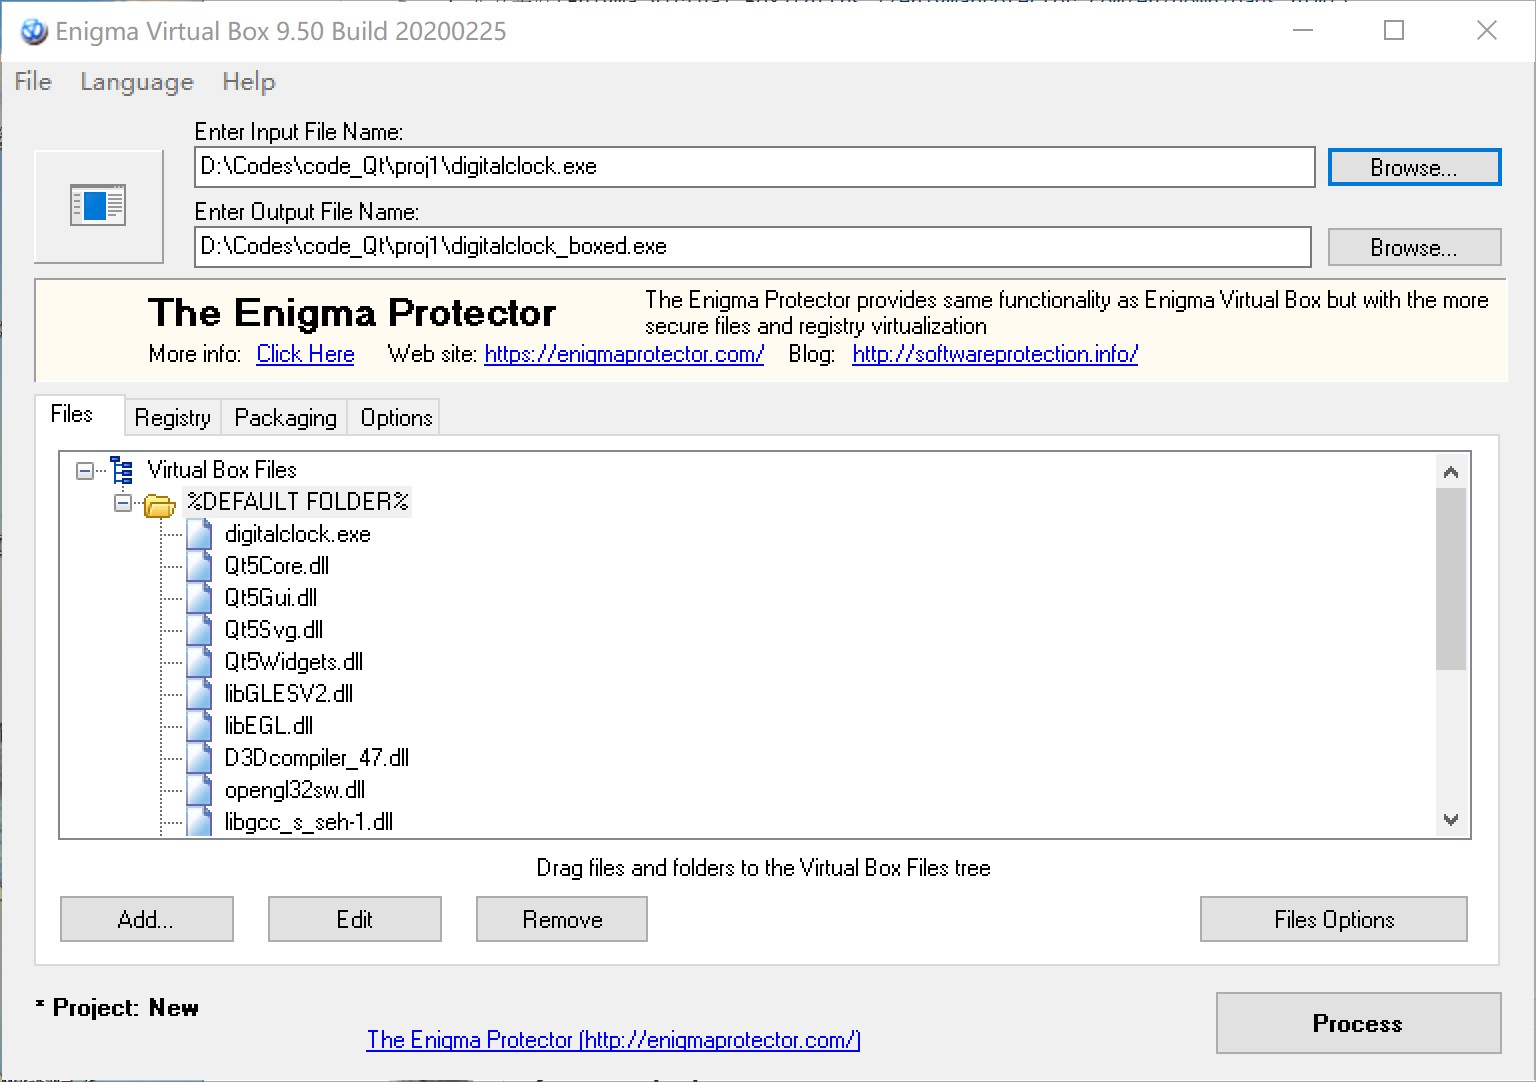 Enigma Virtual Box 9.50 Build 20200225
File Language Help
Enter Input File Name:
D:\Codes\code_Qt\proj1\digitalclock.exe
Browse...
Enter Output File Name:
D:\Codes\code_Qt\proj1\digitalclock_boxed.exe
Browse...
The Enigma Protector
The Enigma Protector provides same functionality as Enigma Virtual Box but with the more
secure files and registry virtualization
More info: Click Here Web site: https://enigmaprotector.com/ Blog: http://softwareprotection.info/
Files Registry Packaging Options
Virtual Box Files
%DEFAULT FOLDER%
digitalclock.exe
Qt5Core.dll
Qt5Gui.dll
Qt5Svg.dll
Qt5Widgets.dll
libGLESV2.dll
libEGL.dll
D3Dcompiler_47.dll
opengl32sw.dll
libgcc_s_seh-1.dll
Drag files and folders to the Virtual Box Files tree
Add... Edit Remove Files Options
* Project: New
The Enigma Protector (http://enigmaprotector.com/)
Process